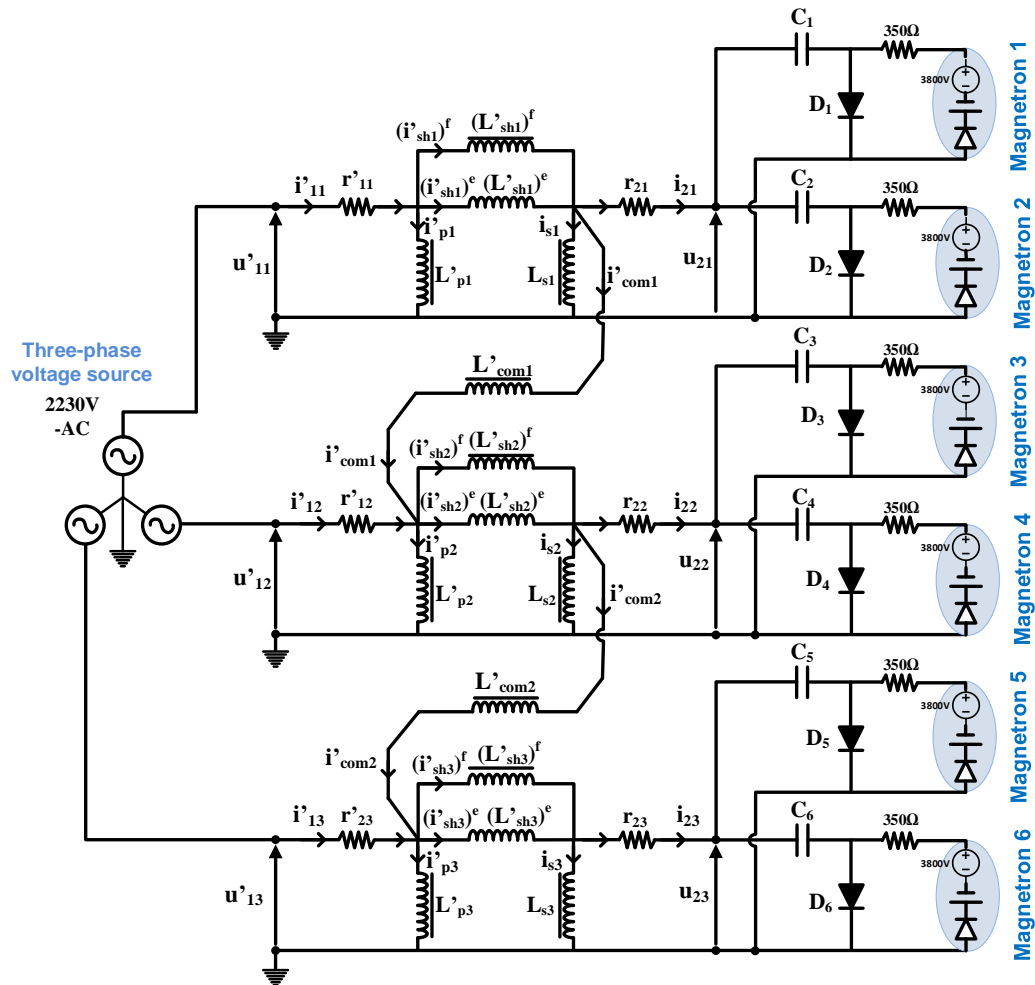 C₁
350Ω
3800V
D₁
Magnetron 1
(i'sh1)ᶠ
(L'sh1)ᶠ
i'11
r'11
(i'sh1)ᵉ
(L'sh1)ᵉ
r21
i21
C₂
350Ω
i'p1
is1
3800V
u'11
L'p1
Ls1
i'com1
u21
D₂
Magnetron 2
Three-phase
voltage source
2230V
-AC
L'com1
C₃
350Ω
3800V
D₃
Magnetron 3
i'com1
(i'sh2)ᶠ
(L'sh2)ᶠ
i'12
r'12
(i'sh2)ᵉ
(L'sh2)ᵉ
r22
i22
C₄
350Ω
i'p2
is2
3800V
u'12
L'p2
Ls2
i'com2
u22
D₄
Magnetron 4
L'com2
C₅
350Ω
3800V
D₅
Magnetron 5
i'com2
(i'sh3)ᶠ
(L'sh3)ᶠ
i'13
r'23
(i'sh3)ᵉ
(L'sh3)ᵉ
r23
i23
C₆
350Ω
i'p3
is3
3800V
u'13
L'p3
Ls3
u23
D₆
Magnetron 6